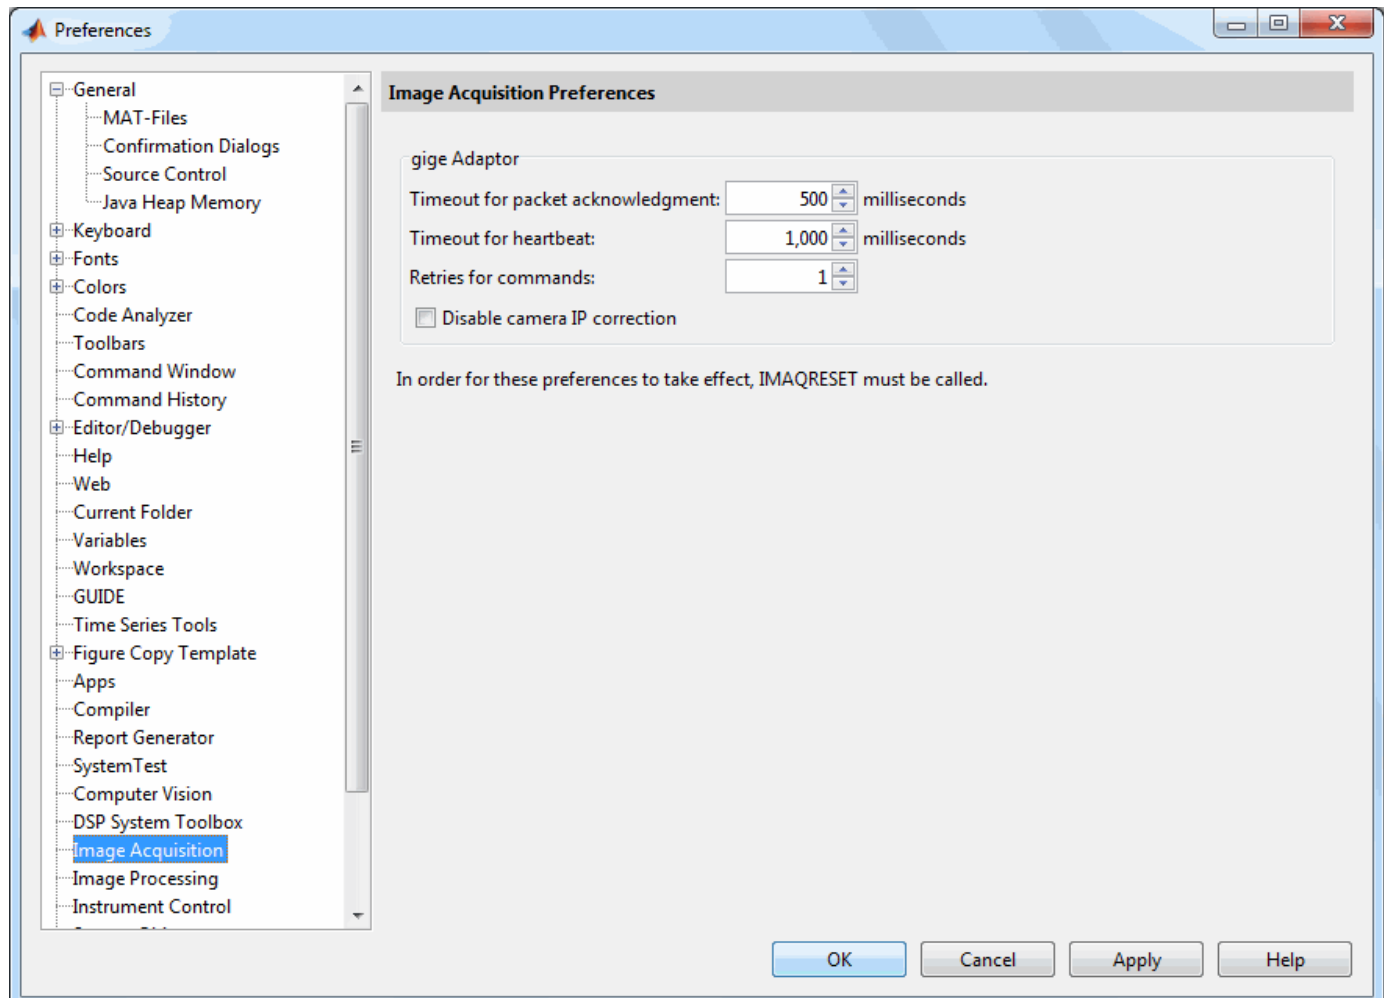 Preferences
General
MAT-Files
Confirmation Dialogs
Source Control
Java Heap Memory
Keyboard
Fonts
Colors
Code Analyzer
Toolbars
Command Window
Command History
Editor/Debugger
Help
Web
Current Folder
Variables
Workspace
GUIDE
Time Series Tools
Figure Copy Template
Apps
Compiler
Report Generator
SystemTest
Computer Vision
DSP System Toolbox
Image Acquisition
Image Processing
Instrument Control
Image Acquisition Preferences
gige Adaptor
Timeout for packet acknowledgment: 500 milliseconds
Timeout for heartbeat: 1,000 milliseconds
Retries for commands: 1
Disable camera IP correction
In order for these preferences to take effect, IMAQRESET must be called.
OK Cancel Apply Help